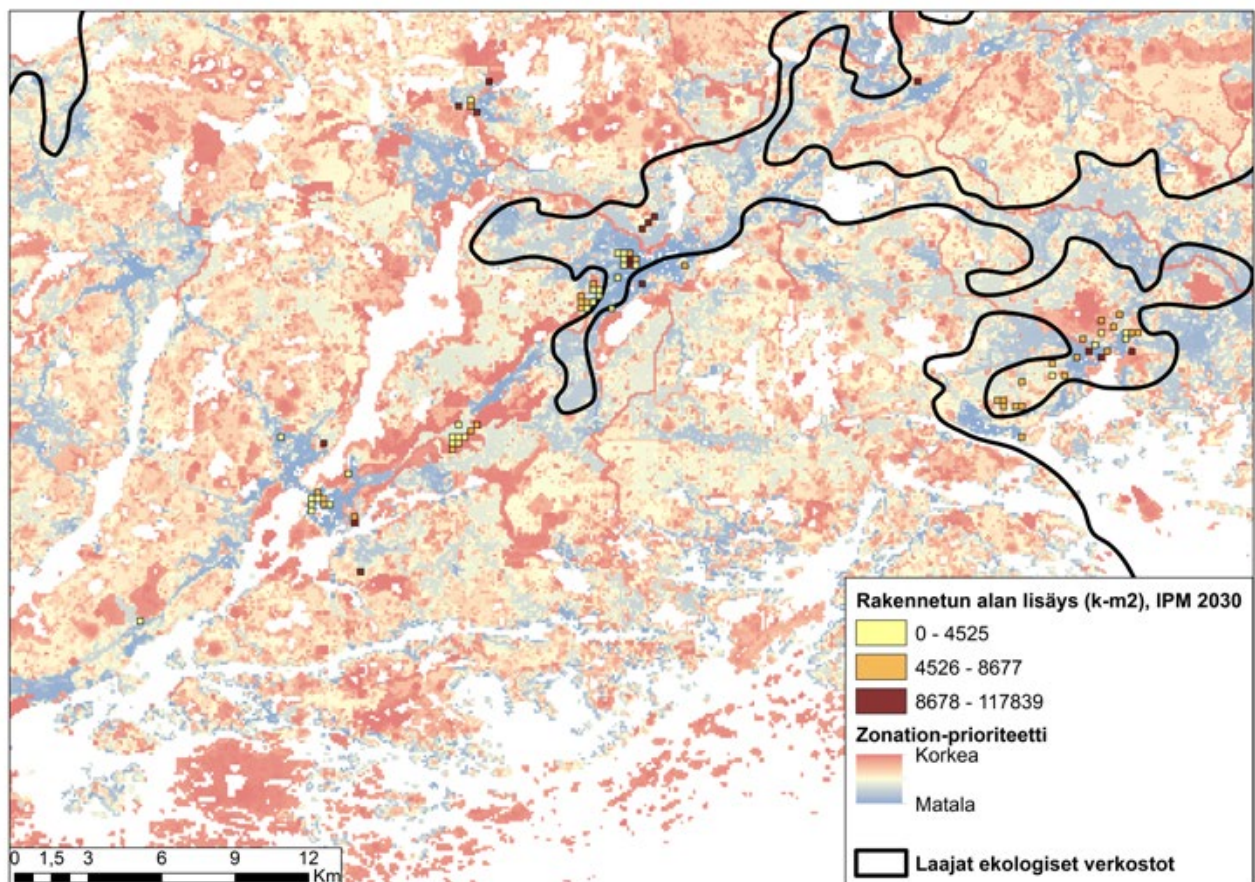 Rakennetun alan lisäys (k-m2), IPM 2030
0 - 4525
4526 - 8677
8678 - 117839
Zonation-prioriteetti
Korkea
Matala
Laajat ekologiset verkostot
0 1,5 3 6 9 12
Km